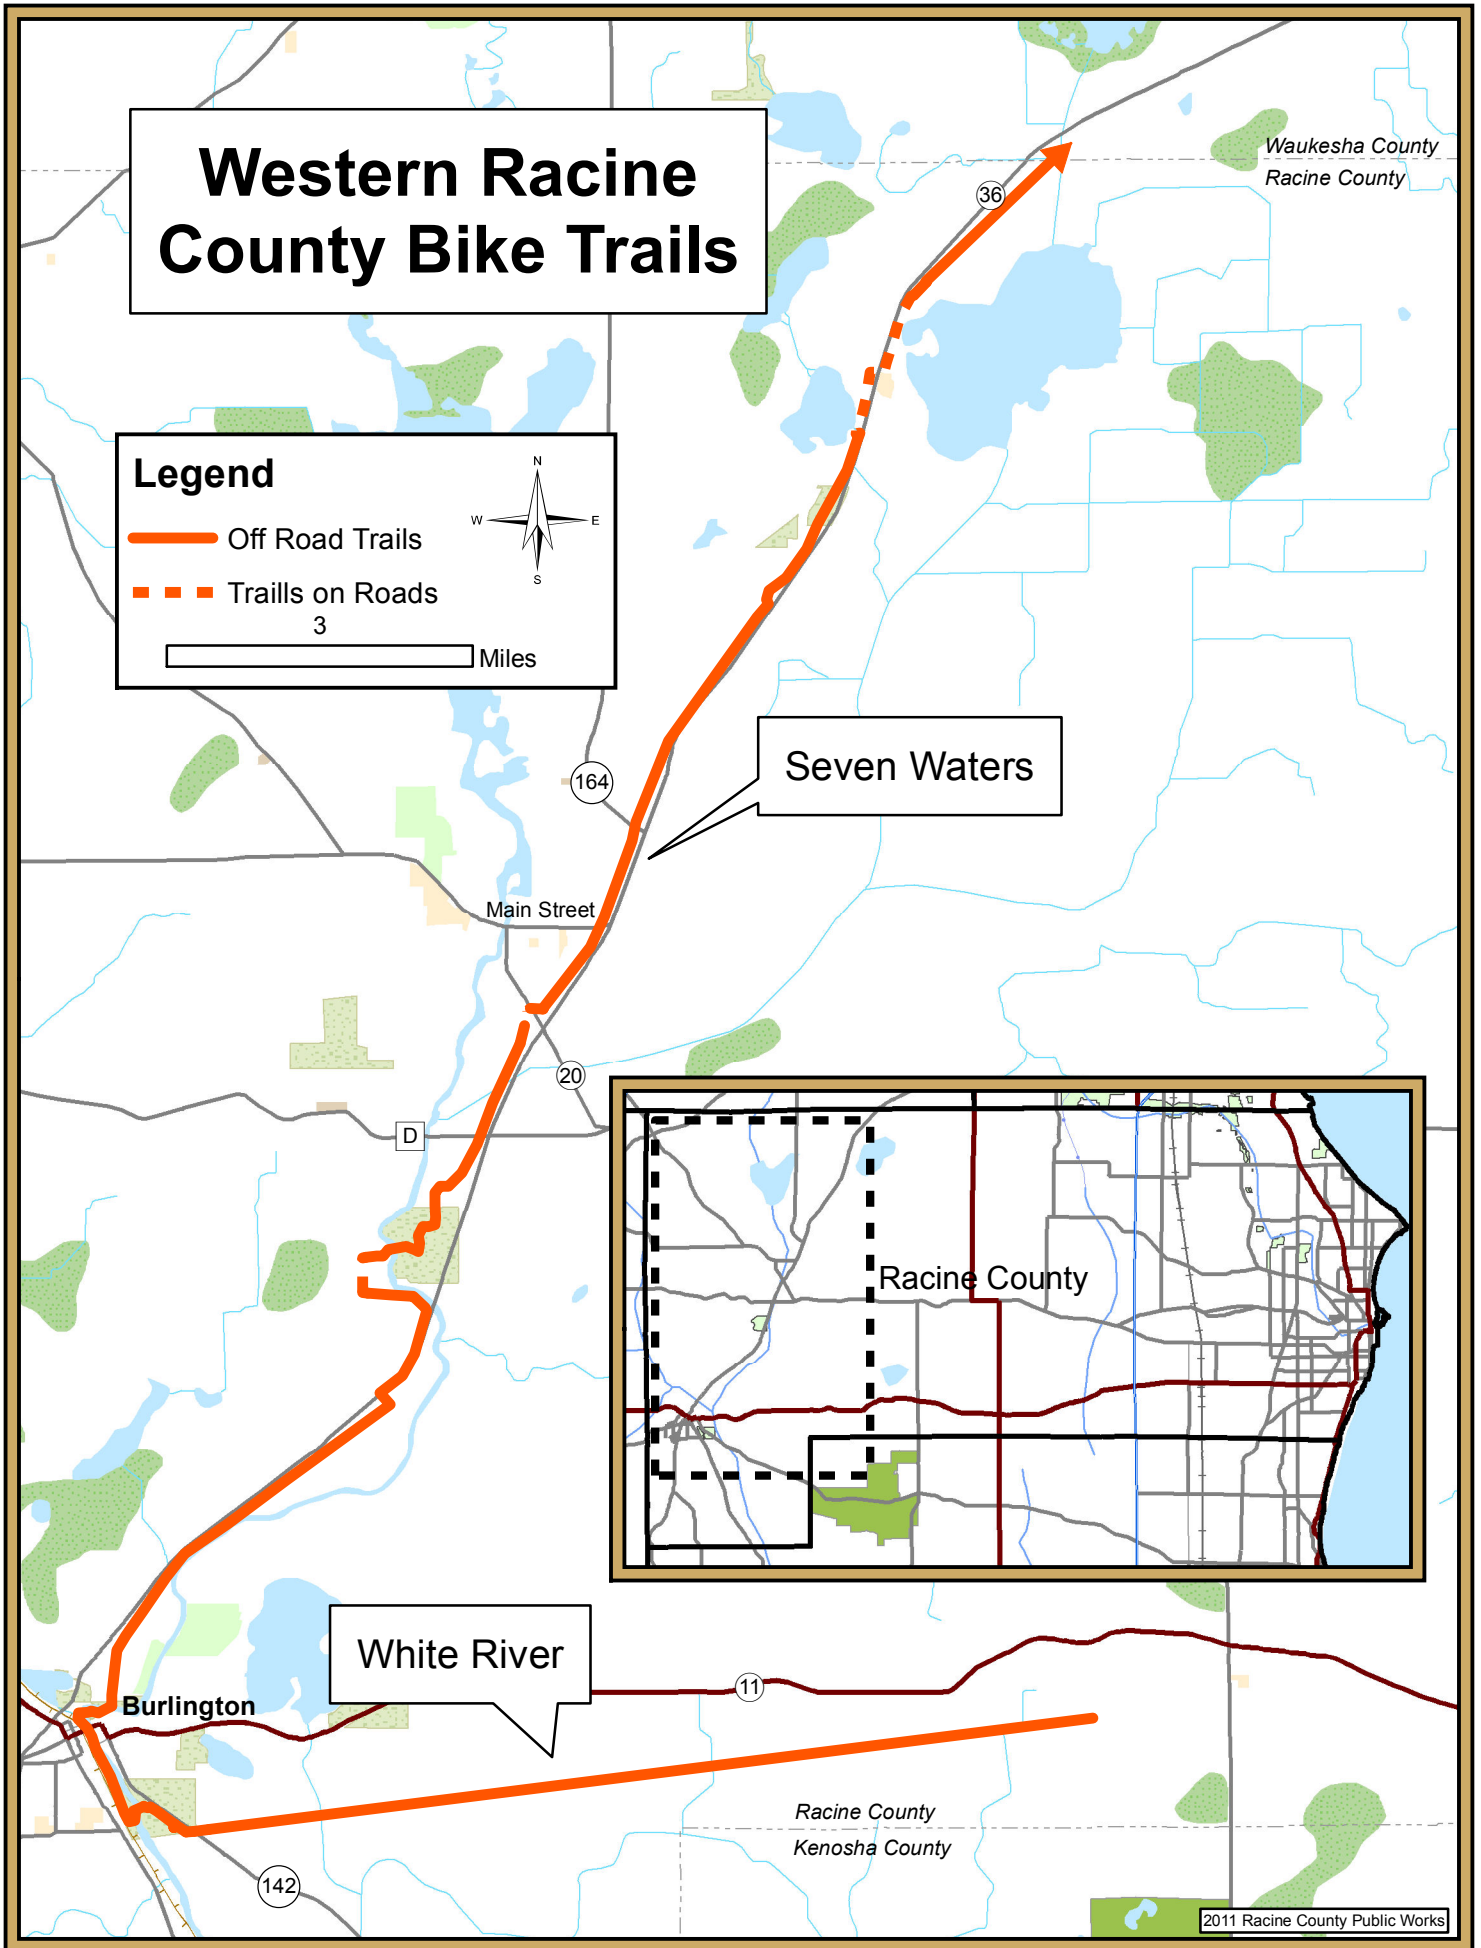 Western Racine
County Bike Trails
Waukesha County
Racine County
36
Legend
N
W
E
S
Off Road Trails
Traills on Roads
3
Miles
Seven Waters
164
Main Street
20
D
Racine County
White River
11
Burlington
Racine County
Kenosha County
142
2011 Racine County Public Works